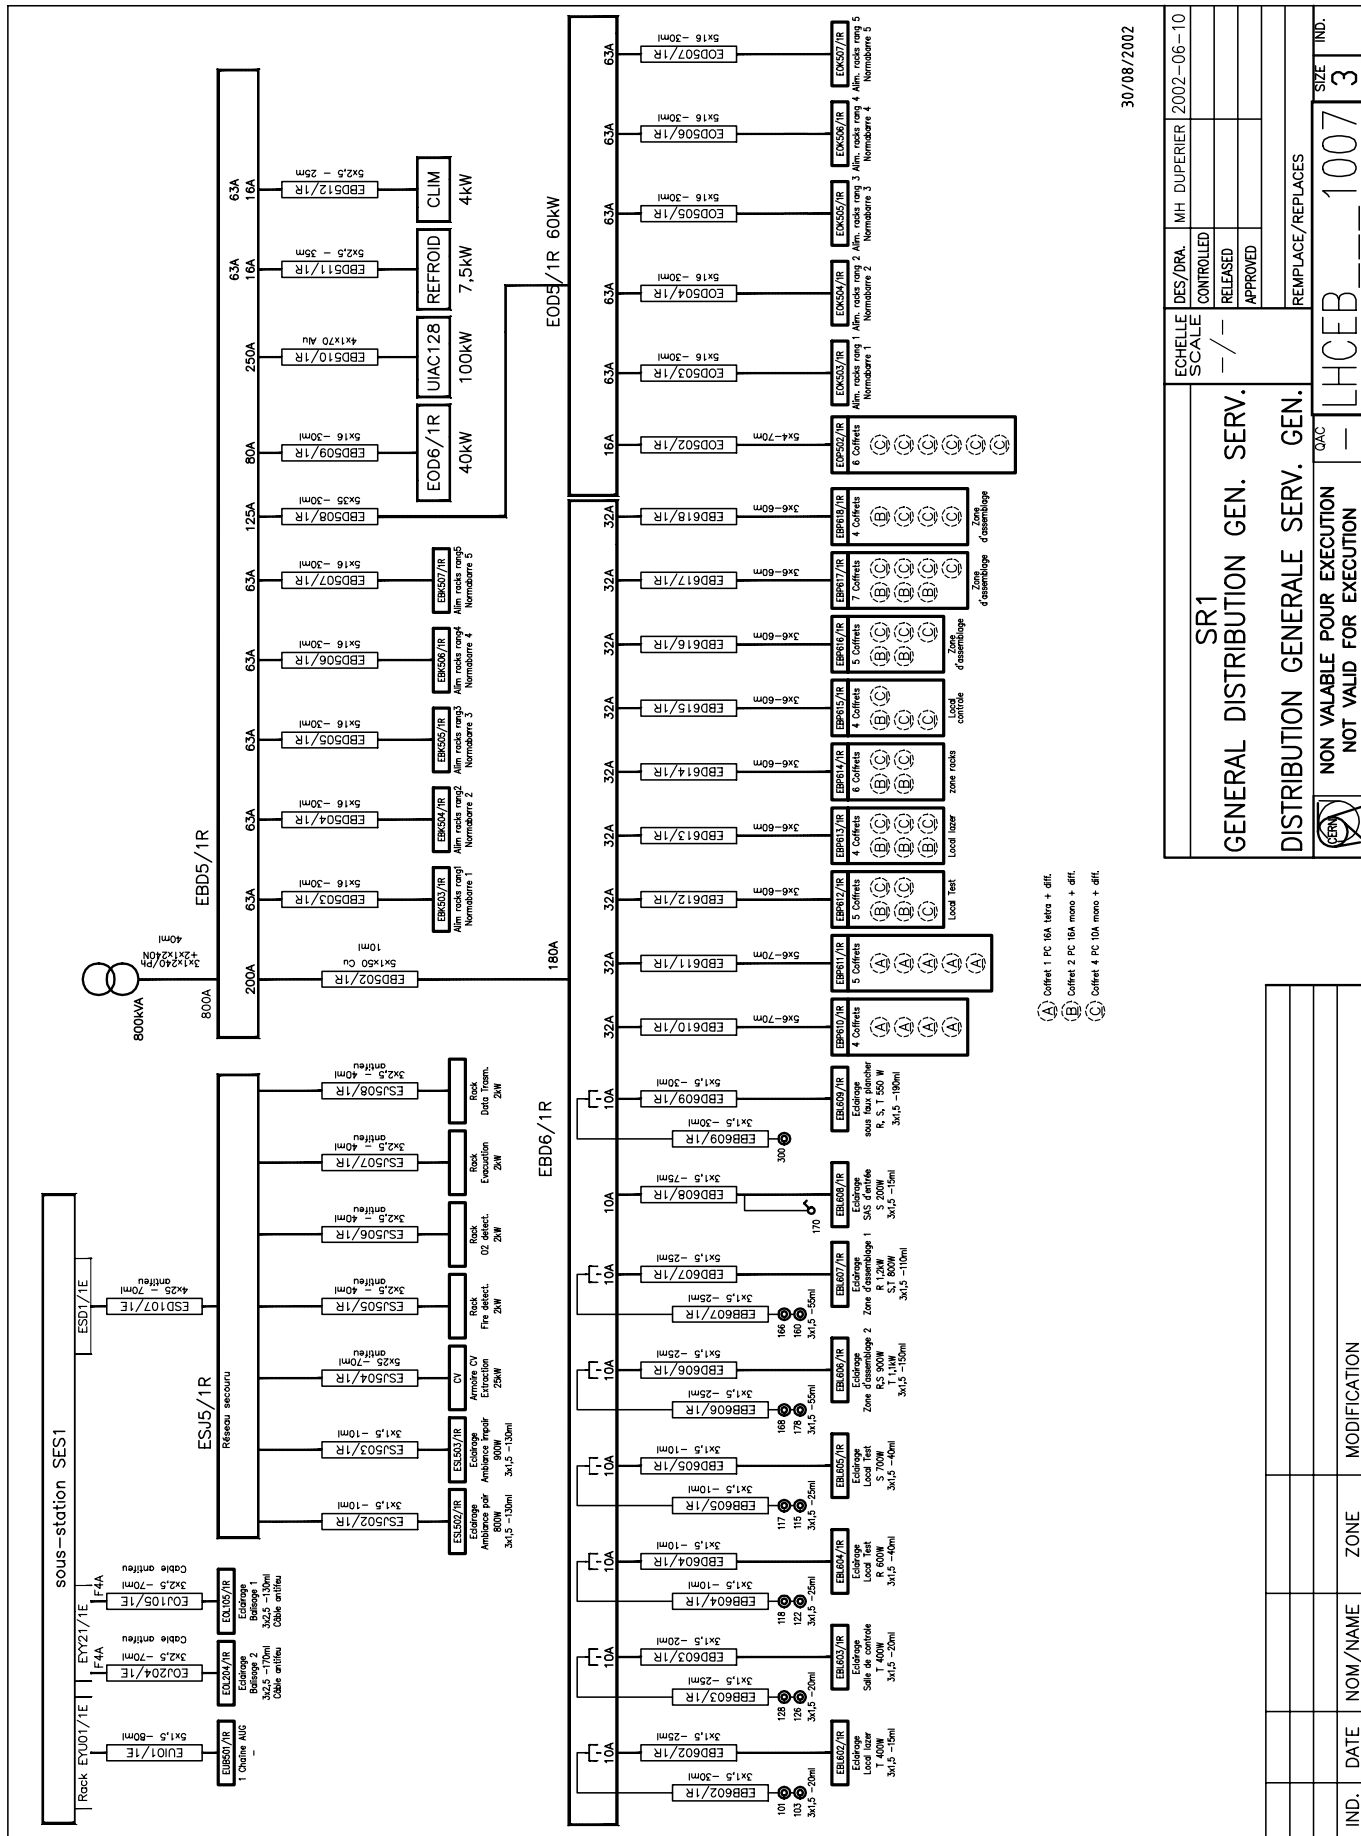 sous-station SES1
Rack EYU01/1E
EYY21/1E
ESD1/1E
F4A
F4A
EUI01/1E
5x1,5 -80ml
EUB501/1R
1 Chaîne AUG
-
EOJ204/1E
3x2,5 -70ml
Cable antifeu
EOL204/1R
Eclairage
Balisage 2
3x2,5 -170ml
Câble antifeu
EOJ105/1E
3x2,5 -70ml
Cable antifeu
EOL105/1R
Eclairage
Balisage 1
3x2,5 -130ml
Câble antifeu
ESD107/1E
4x25 - 70ml
antifeu
ESJ5/1R
Réseau secouru
ESJ502/1R
3x1,5 -10ml
ESL502/1R
Eclairage
Ambiance pair
800W
3x1,5 -130ml
ESJ503/1R
3x1,5 -10ml
ESL503/1R
Eclairage
Ambiance impair
900W
3x1,5 -130ml
ESJ504/1R
5x25 -70ml
CV
Armoire CV
Extraction
25kW
ESJ505/1R
3x2,5 - 40ml
antifeu
Rack
Fire detect.
2kW
ESJ506/1R
3x2,5 - 40ml
antifeu
Rack
O2 detect.
2kW
ESJ507/1R
3x2,5 - 40ml
antifeu
Rack
Evacuation
2kW
ESJ508/1R
3x2,5 - 40ml
antifeu
Rack
Data Trasm.
2kW
800kVA
3x1x240/Ph
+2x1x240N
40ml
800A
EBD5/1R
200A
EBD502/1R
5x1x50 Cu
10ml
180A
63A
EBD503/1R
5x16 -30ml
EBK503/1R
Alim racks rang1
Normabarre 1
63A
EBD504/1R
5x16 -30ml
EBK504/1R
Alim racks rang2
Normabarre 2
63A
EBD505/1R
5x16 -30ml
EBK505/1R
Alim racks rang3
Normabarre 3
63A
EBD506/1R
5x16 -30ml
EBK506/1R
Alim racks rang4
Normabarre 4
63A
EBD507/1R
5x16 -30ml
EBK507/1R
Alim racks rang5
Normabarre 5
125A
EBD508/1R
5x35 -30ml
80A
EBD509/1R
5x16 -30ml
EOD6/1R
40kW
250A
EBD510/1R
4x1x70 Alu
UIAC128
100kW
63A
16A
EBD511/1R
5x2,5 - 35m
REFROID
7,5kW
63A
16A
EBD512/1R
5x2,5 - 25m
CLIM
4kW
EBD6/1R
10A
EBD602/1R
3x1,5 -25ml
EBB602/1R
3x1,5 -30ml
101
103
3x1,5 -20ml
EBL602/1R
Eclairage
Local lazer
T 400W
3x1,5 -15ml
10A
EBD603/1R
3x1,5 -20ml
EBB603/1R
3x1,5 -25ml
128
126
3x1,5 -20ml
EBL603/1R
Eclairage
Salle de controle
T 400W
3x1,5 -20ml
10A
EBD604/1R
3x1,5 -10ml
EBB604/1R
3x1,5 -10ml
118
122
3x1,5 -25ml
EBL604/1R
Eclairage
Local Test
R 600W
3x1,5 -40ml
10A
EBD605/1R
3x1,5 -10ml
EBB605/1R
3x1,5 -10ml
117
115
3x1,5 -25ml
EBL605/1R
Eclairage
Local Test
S 700W
3x1,5 -40ml
10A
EBD606/1R
5x1,5 -25ml
EBB606/1R
3x1,5 -25ml
168
178
3x1,5 -55ml
EBL606/1R
Eclairage
Zone d'assemblage 2
R,S 900W
T 1,1kW
3x1,5 -150ml
10A
EBD607/1R
5x1,5 -25ml
EBB607/1R
3x1,5 -25ml
166
160
3x1,5 -55ml
EBL607/1R
Eclairage
Zone d'assemblage 1
R 1,2kW
S,T 800W
3x1,5 -110ml
10A
EBD608/1R
3x1,5 -75ml
170
EBL608/1R
Eclairage
SAS d'entrée
S 200W
3x1,5 -15ml
10A
EBD609/1R
5x1,5 -30ml
EBB609/1R
3x1,5 -30ml
300
EBL609/1R
Eclairage
sous faux plancher
R, S, T 550 W
3x1,5 -190ml
32A
EBD610/1R
5x6-70m
EBP610/1R
4 Coffrets
A A A A
32A
EBD611/1R
5x6-70m
EBP611/1R
5 Coffrets
A A A A A
32A
EBD612/1R
3x6-60m
EBP612/1R
5 Coffrets
B C
B C
C
Local Test
32A
EBD613/1R
3x6-60m
EBP613/1R
4 Coffrets
B C
B C
B C
Local lazer
32A
EBD614/1R
3x6-60m
EBP614/1R
6 Coffrets
B C
B C
zone racks
32A
EBD615/1R
3x6-60m
EBP615/1R
4 Coffrets
B C
C
C
Local
controle
32A
EBD616/1R
3x6-60m
EBP616/1R
5 Coffrets
B C
B C
C
Zone
d'assemblage
32A
EBD617/1R
3x6-60m
EBP617/1R
7 Coffrets
B C
B C
B C
C
Zone
d'assemblage
32A
EBD618/1R
3x6-60m
EBP618/1R
4 Coffrets
B C C C
Zone
d'assemblage
EOD5/1R 60kW
16A
EOD502/1R
5x4-70m
EOP502/1R
6 Coffrets
C C C C C C
63A
EOD503/1R
5x16 -30ml
EOK503/1R
Alim. racks rang 1
Normabarre 1
63A
EOD504/1R
5x16 -30ml
EOK504/1R
Alim. racks rang 2
Normabarre 2
63A
EOD505/1R
5x16 -30ml
EOK505/1R
Alim. racks rang 3
Normabarre 3
63A
EOD506/1R
5x16 -30ml
EOK506/1R
Alim. racks rang 4
Normabarre 4
63A
EOD507/1R
5x16 -30ml
EOK507/1R
Alim. racks rang 5
Normabarre 5
A Coffret 1 PC 16A tetra + diff.
B Coffret 2 PC 16A mono + diff.
C Coffret 4 PC 10A mono + diff.
30/08/2002
SR1
GENERAL DISTRIBUTION GEN. SERV.
DISTRIBUTION GENERALE SERV. GEN.
ECHELLE
SCALE
-/-
DES/DRA. MH DUPERIER 2002-06-10
CONTROLLED
RELEASED
APPROVED
REMPLACE/REPLACES
CERN
NON VALABLE POUR EXECUTION
NOT VALID FOR EXECUTION
QAC
-
LHCEB____1007
SIZE
3
IND.
IND. DATE NOM/NAME ZONE MODIFICATION